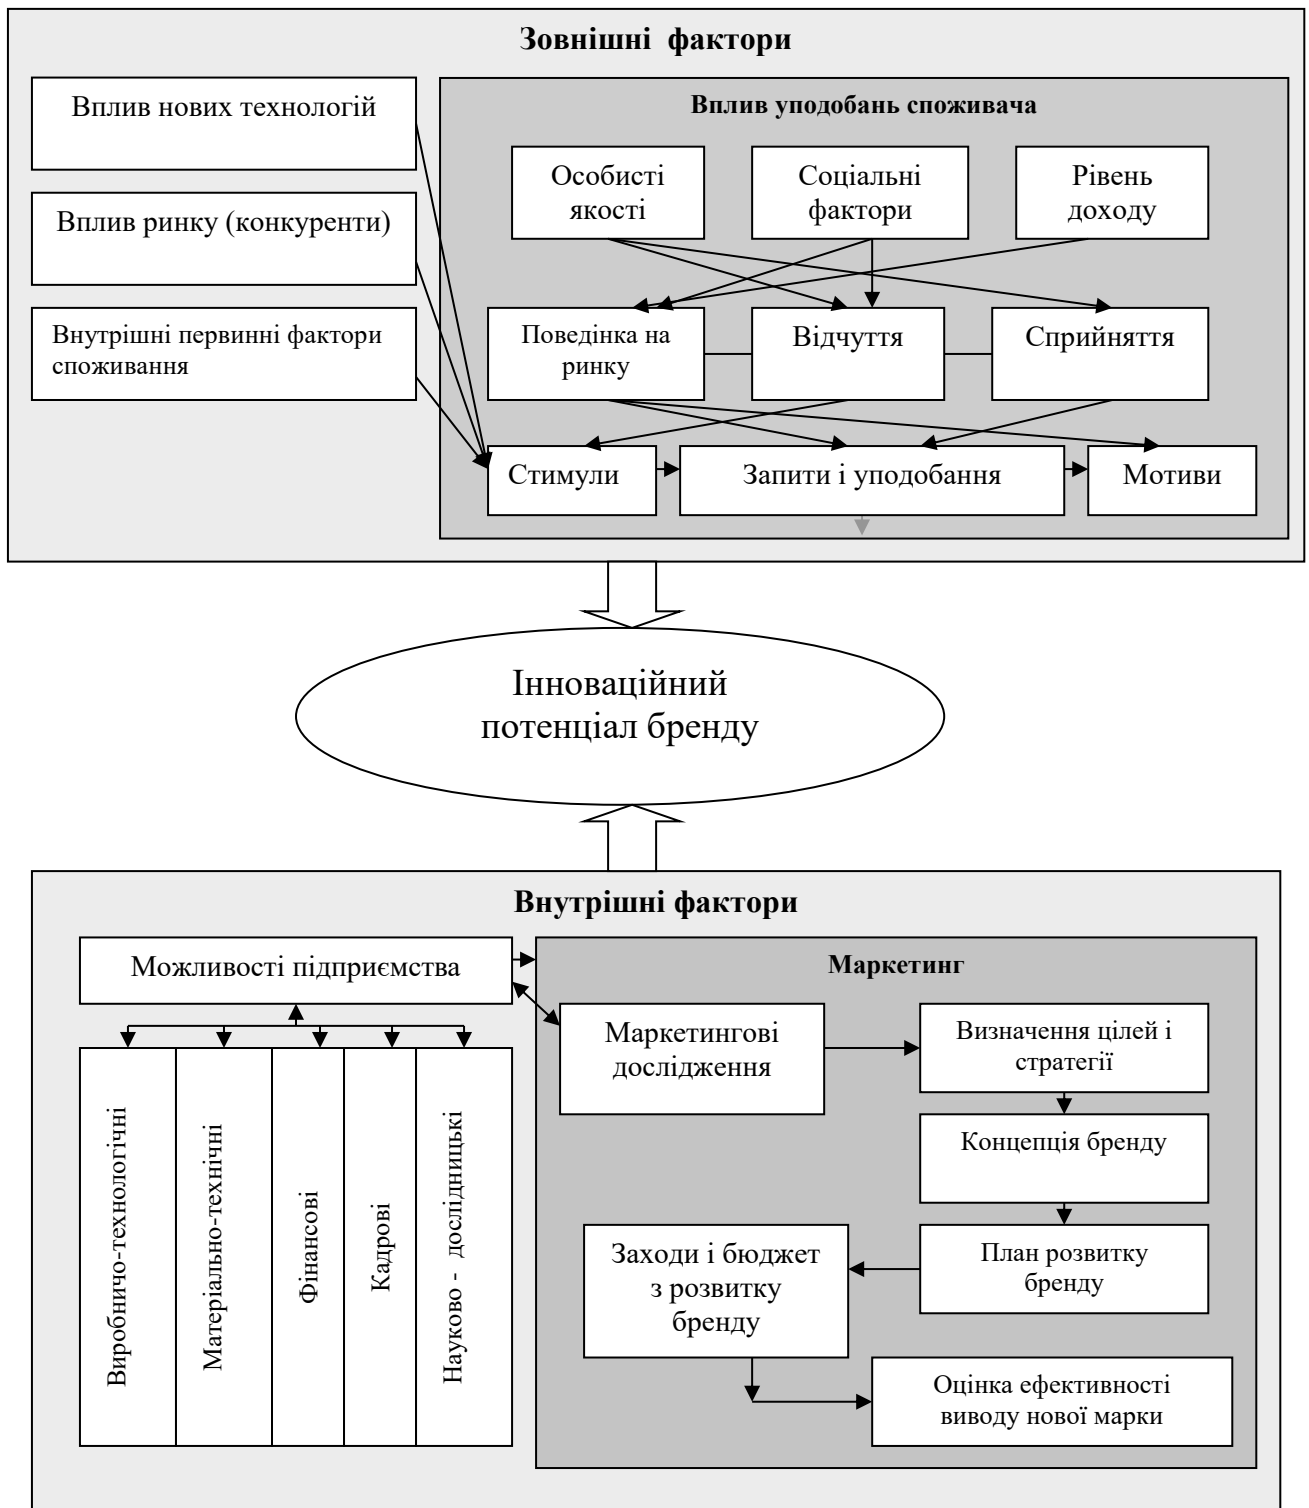 Зовнішні фактори
Вплив нових технологій
Вплив ринку (конкуренти)
Внутрішні первинні фактори
споживання
Вплив уподобань споживача
Особисті
якості
Соціальні
фактори
Рівень
доходу
Поведінка на
ринку
Відчуття
Сприйняття
Стимули
Запити і уподобання
Мотиви
Інноваційний
потенціал бренду
Внутрішні фактори
Можливості підприємства
Виробничо-технологічні
Матеріально-технічні
Фінансові
Кадрові
Науково - дослідницькі
Маркетинг
Маркетингові
дослідження
Визначення цілей і
стратегії
Концепція бренду
План розвитку
бренду
Заходи і бюджет
з розвитку
бренду
Оцінка ефективності
виводу нової марки